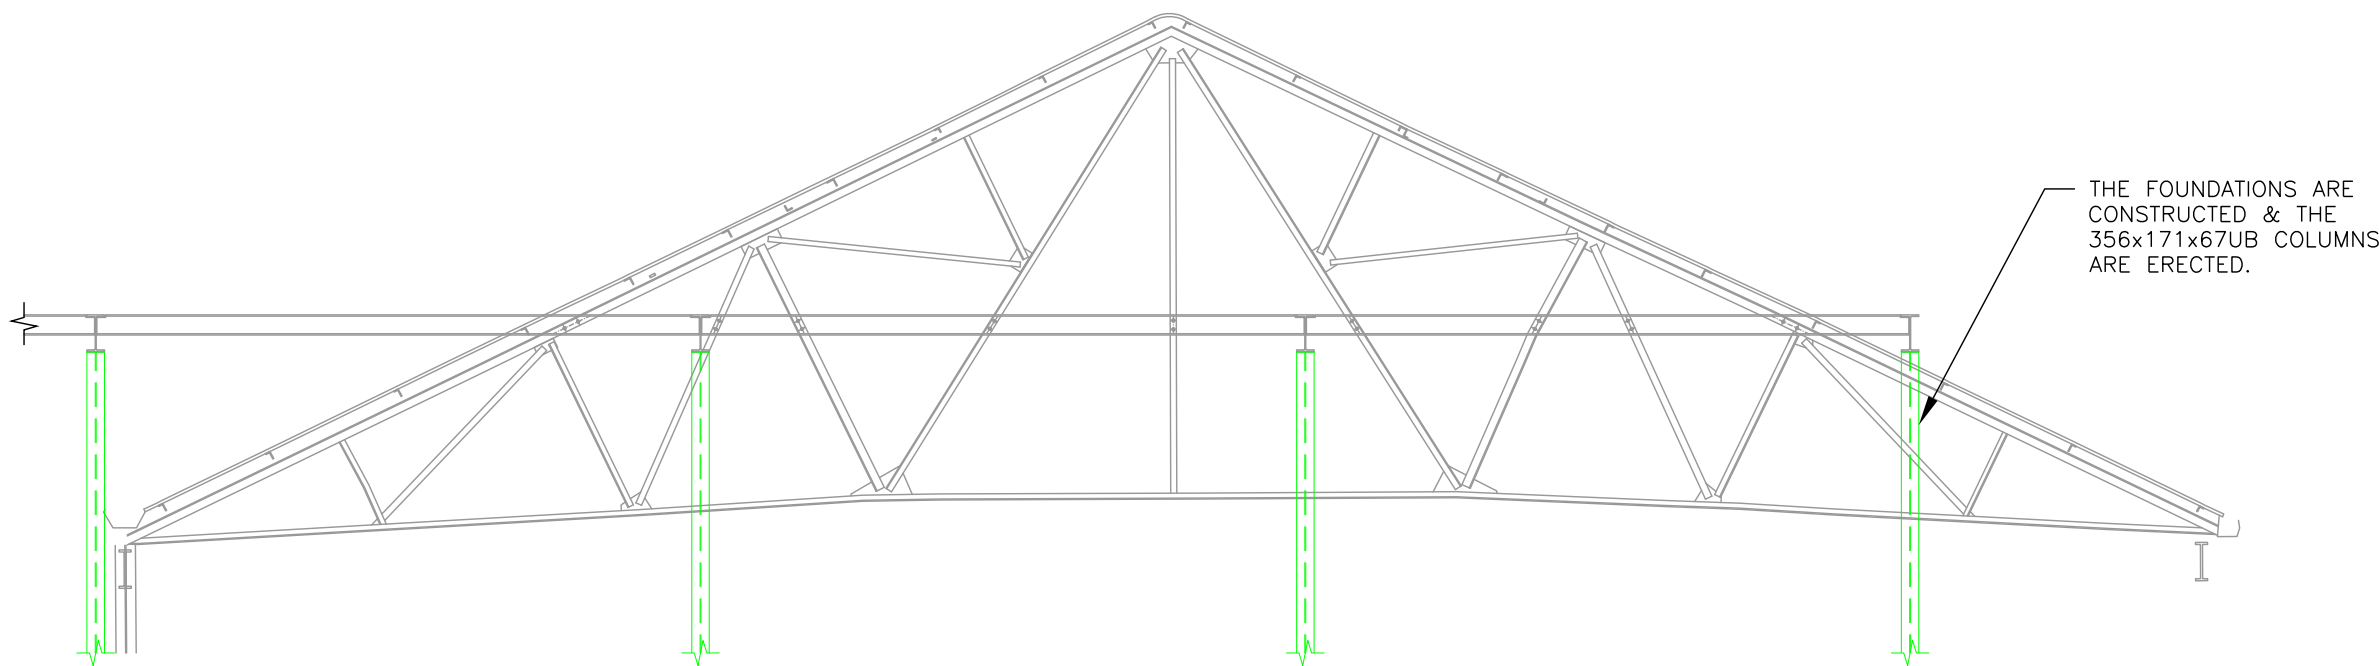 THE FOUNDATIONS ARE
CONSTRUCTED & THE
356x171x67UB COLUMNS
ARE ERECTED.